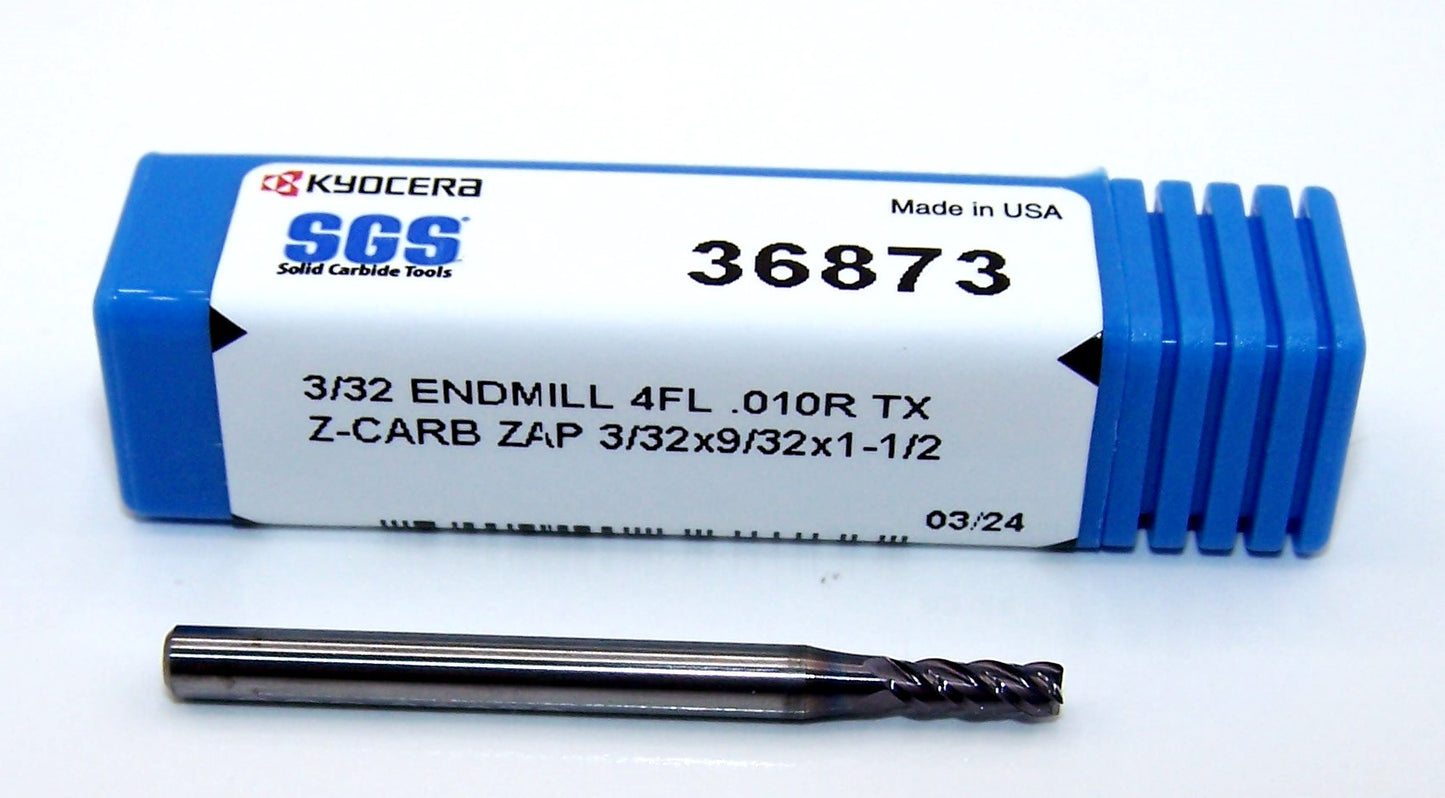 KYOCERA
SGS
Solid Carbide Tools
Made in USA
36873
3/32 ENDMILL 4FL .010R TX
Z-CARB ZAP 3/32x9/32x1-1/2
03/24